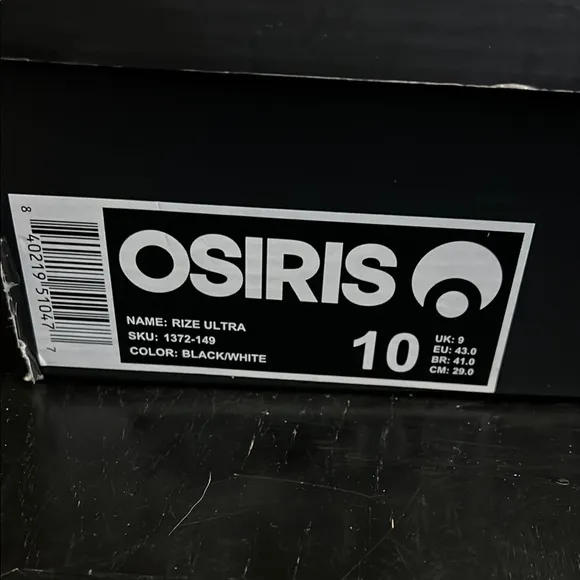 8 40219 51047 7
OSIRIS
NAME: RIZE ULTRA
SKU: 1372-149
COLOR: BLACK/WHITE
10
UK: 9
EU: 43.0
BR: 41.0
CM: 29.0